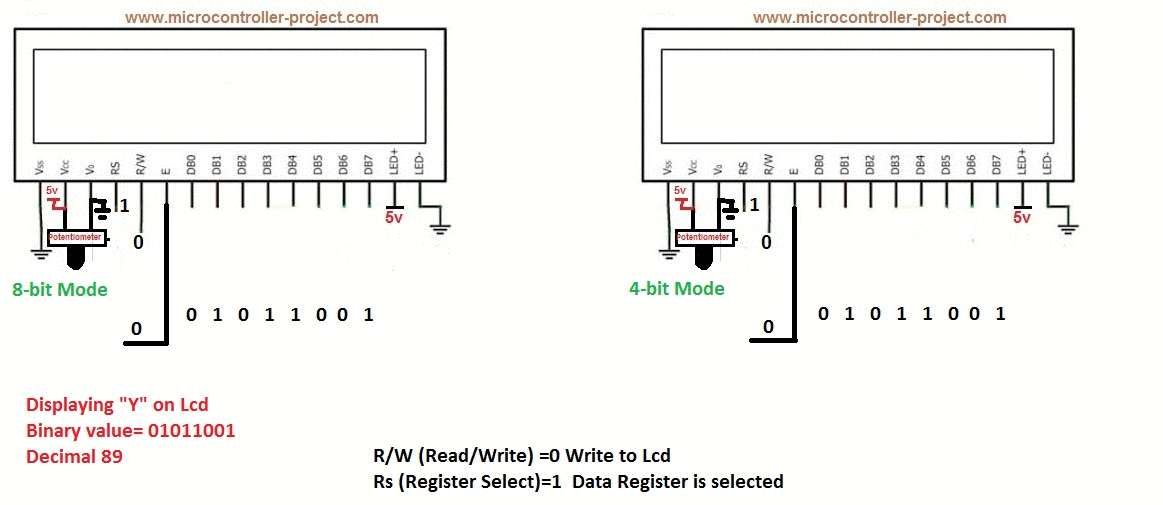 www.microcontroller-project.com
Vss Vcc V0 RS R/W E DB0 DB1 DB2 DB3 DB4 DB5 DB6 DB7 LED+ LED-
5v
1
5v
Potentiometer
0
8-bit Mode
0 1 0 1 1 0 0 1
0
www.microcontroller-project.com
Vss Vcc V0 RS R/W E DB0 DB1 DB2 DB3 DB4 DB5 DB6 DB7 LED+ LED-
5v
1
5v
Potentiometer
0
4-bit Mode
0 1 0 1 1 0 0 1
0
Displaying "Y" on Lcd
Binary value= 01011001
Decimal 89
R/W (Read/Write) =0 Write to Lcd
Rs (Register Select)=1 Data Register is selected